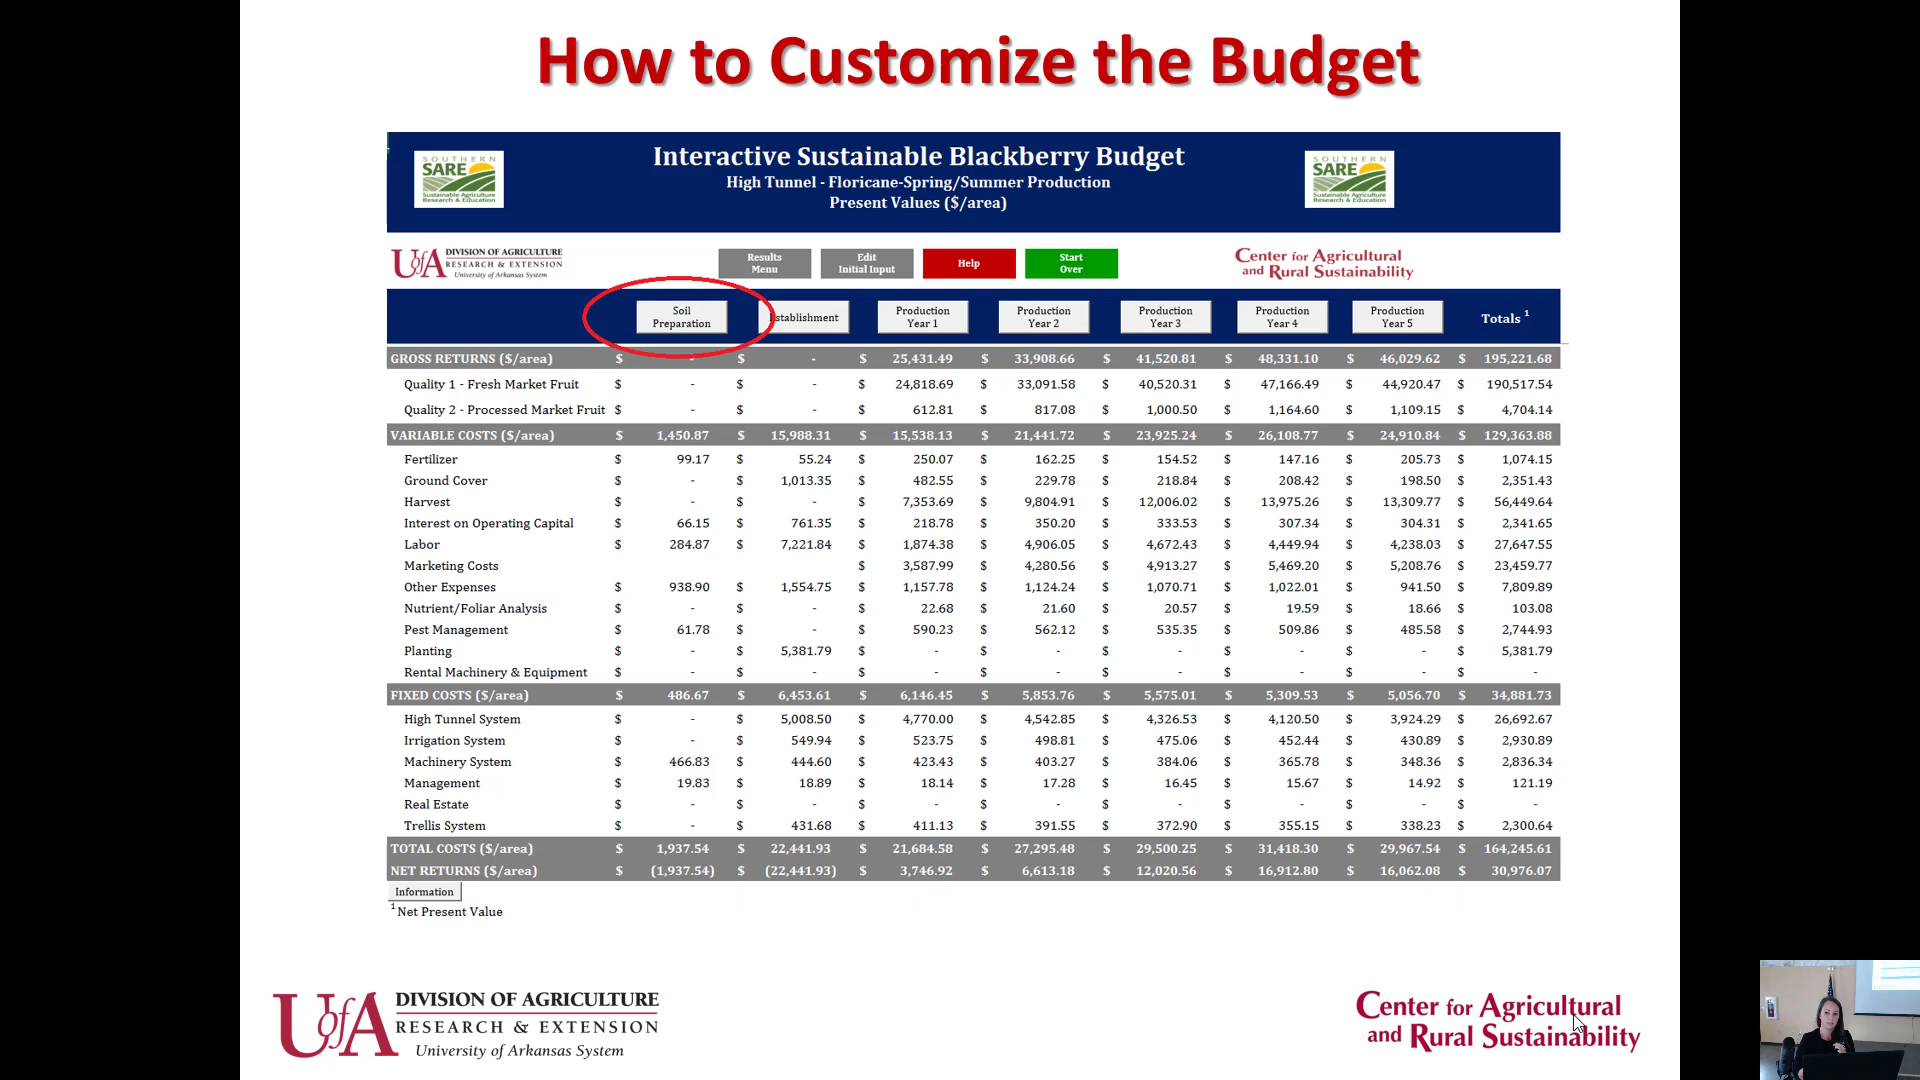 How to Customize the Budget
SOUTHERN SARE Sustainable Agriculture Research & Education
Interactive Sustainable Blackberry Budget
High Tunnel - Floricane-Spring/Summer Production
Present Values ($/area)
SOUTHERN SARE Sustainable Agriculture Research & Education
UofA DIVISION OF AGRICULTURE
RESEARCH & EXTENSION
University of Arkansas System
Results Menu
Edit Initial Input
Help
Start Over
Center for Agricultural
and Rural Sustainability
Soil Preparation Establishment Production Year 1 Production Year 2 Production Year 3 Production Year 4 Production Year 5 Totals 1
GROSS RETURNS ($/area) $ - $ - $ 25,431.49 $ 33,908.66 $ 41,520.81 $ 48,331.10 $ 46,029.62 $ 195,221.68
Quality 1 - Fresh Market Fruit $ - $ - $ 24,818.69 $ 33,091.58 $ 40,520.31 $ 47,166.49 $ 44,920.47 $ 190,517.54
Quality 2 - Processed Market Fruit $ - $ - $ 612.81 $ 817.08 $ 1,000.50 $ 1,164.60 $ 1,109.15 $ 4,704.14
VARIABLE COSTS ($/area) $ 1,450.87 $ 15,988.31 $ 15,538.13 $ 21,441.72 $ 23,925.24 $ 26,108.77 $ 24,910.84 $ 129,363.88
Fertilizer $ 99.17 $ 55.24 $ 250.07 $ 162.25 $ 154.52 $ 147.16 $ 205.73 $ 1,074.15
Ground Cover $ - $ 1,013.35 $ 482.55 $ 229.78 $ 218.84 $ 208.42 $ 198.50 $ 2,351.43
Harvest $ - $ - $ 7,353.69 $ 9,804.91 $ 12,006.02 $ 13,975.26 $ 13,309.77 $ 56,449.64
Interest on Operating Capital $ 66.15 $ 761.35 $ 218.78 $ 350.20 $ 333.53 $ 307.34 $ 304.31 $ 2,341.65
Labor $ 284.87 $ 7,221.84 $ 1,874.38 $ 4,906.05 $ 4,672.43 $ 4,449.94 $ 4,238.03 $ 27,647.55
Marketing Costs $ 3,587.99 $ 4,280.56 $ 4,913.27 $ 5,469.20 $ 5,208.76 $ 23,459.77
Other Expenses $ 938.90 $ 1,554.75 $ 1,157.78 $ 1,124.24 $ 1,070.71 $ 1,022.01 $ 941.50 $ 7,809.89
Nutrient/Foliar Analysis $ - $ - $ 22.68 $ 21.60 $ 20.57 $ 19.59 $ 18.66 $ 103.08
Pest Management $ 61.78 $ - $ 590.23 $ 562.12 $ 535.35 $ 509.86 $ 485.58 $ 2,744.93
Planting $ - $ 5,381.79 $ - $ - $ - $ - $ - $ 5,381.79
Rental Machinery & Equipment $ - $ - $ - $ - $ - $ - $ - $ -
FIXED COSTS ($/area) $ 486.67 $ 6,453.61 $ 6,146.45 $ 5,853.76 $ 5,575.01 $ 5,309.53 $ 5,056.70 $ 34,881.73
High Tunnel System $ - $ 5,008.50 $ 4,770.00 $ 4,542.85 $ 4,326.53 $ 4,120.50 $ 3,924.29 $ 26,692.67
Irrigation System $ - $ 549.94 $ 523.75 $ 498.81 $ 475.06 $ 452.44 $ 430.89 $ 2,930.89
Machinery System $ 466.83 $ 444.60 $ 423.43 $ 403.27 $ 384.06 $ 365.78 $ 348.36 $ 2,836.34
Management $ 19.83 $ 18.89 $ 18.14 $ 17.28 $ 16.45 $ 15.67 $ 14.92 $ 121.19
Real Estate $ - $ - $ - $ - $ - $ - $ - $ -
Trellis System $ - $ 431.68 $ 411.13 $ 391.55 $ 372.90 $ 355.15 $ 338.23 $ 2,300.64
TOTAL COSTS ($/area) $ 1,937.54 $ 22,441.93 $ 21,684.58 $ 27,295.48 $ 29,500.25 $ 31,418.30 $ 29,967.54 $ 164,245.61
NET RETURNS ($/area) $ (1,937.54) $ (22,441.93) $ 3,746.92 $ 6,613.18 $ 12,020.56 $ 16,912.80 $ 16,062.08 $ 30,976.07
Information
1 Net Present Value
UofA DIVISION OF AGRICULTURE
RESEARCH & EXTENSION
University of Arkansas System
Center for Agricultural
and Rural Sustainability